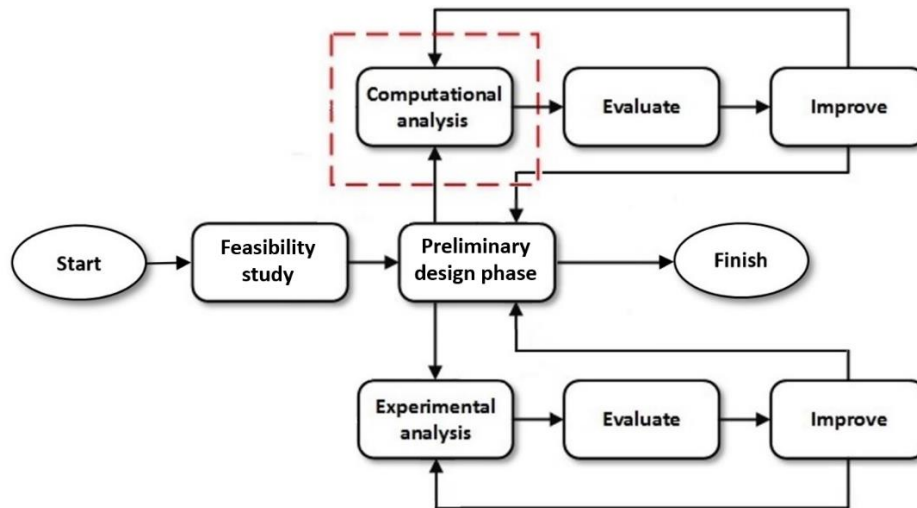 Computational
analysis
Evaluate
Improve
Start
Feasibility
study
Preliminary
design phase
Finish
Experimental
analysis
Evaluate
Improve